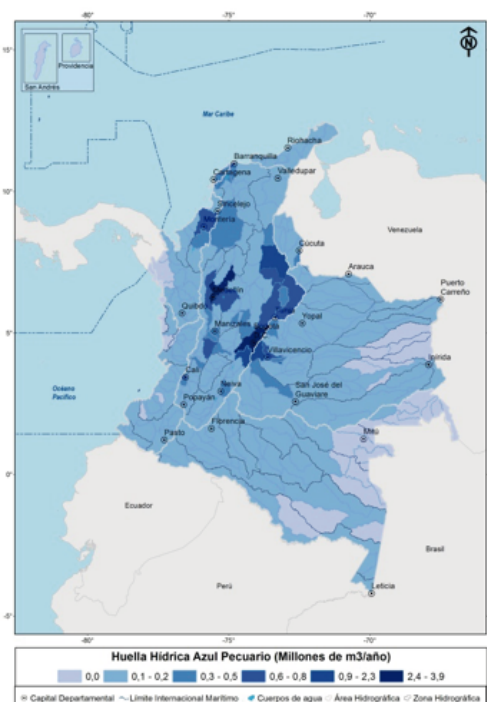 -80° -75° -70°
15°
N
San Andrés
Providencia
Mar Caribe
Riohacha
Barranquilla
Cartagena
Valledupar
10°
Sincelejo
Montería
Venezuela
Cúcuta
Arauca
Puerto
Carreño
Quibdó
Manizales
Yopal
5°
Villavicencio
Inírida
Cali
Neiva
San José del
Guaviare
Océano
Pacífico
Popayán
Florencia
Mitú
Pasto
0°
Ecuador
Brasil
Perú
Leticia
-5°
-80° -75° -70°
Huella Hídrica Azul Pecuario (Millones de m3/año)
0,0 0,1 - 0,2 0,3 - 0,5 0,6 - 0,8 0,9 - 2,3 2,4 - 3,9
Capital Departamental Límite Internacional Marítimo Cuerpos de agua Área Hidrográfica Zona Hidrográfica